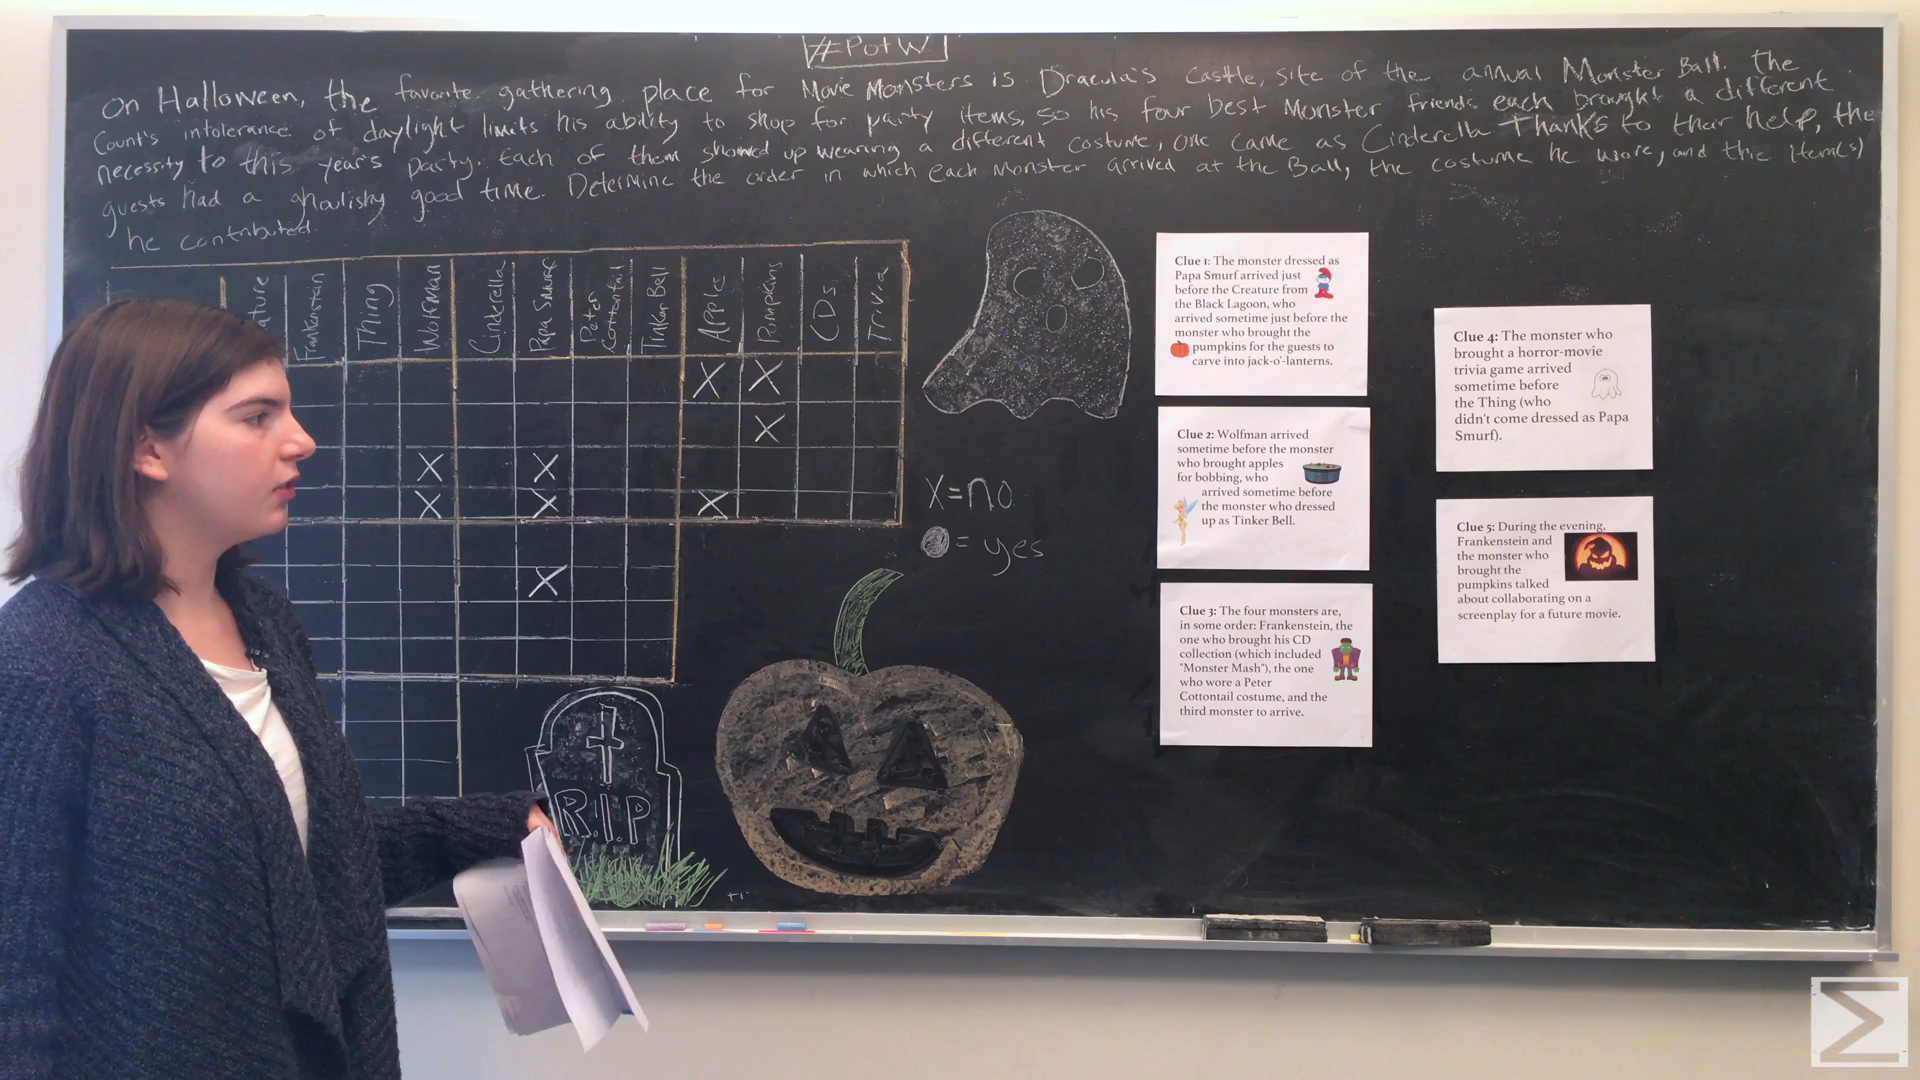 #PotW
On Halloween, the favorite gathering place for Movie Monsters is Dracula's Castle, site of the annual Monster Ball. The
Count's intolerance of daylight limits his ability to shop for party items, so his four best Monster friends each brought a different
necessity to this year's party. Each of them showed up wearing a different costume, one came as Cinderella. Thanks to their help, the
guests had a ghoulishy good time. Determine the order in which each Monster arrived at the Ball, the costume he wore, and the item(s)
he contributed.
ature
Frankenstian
Thing
Wolfman
Cinderella
Papa Smurf
Peter Cottontail
Tinker Bell
Apples
Pumpkins
CDs
Trivia
X X
X
X X
X X X
X
X=no
= yes
R.I.P
Clue 1: The monster dressed as
Papa Smurf arrived just
before the Creature from
the Black Lagoon, who
arrived sometime just before the
monster who brought the
pumpkins for the guests to
carve into jack-o'-lanterns.
Clue 2: Wolfman arrived
sometime before the monster
who brought apples
for bobbing, who
arrived sometime before
the monster who dressed
up as Tinker Bell.
Clue 3: The four monsters are,
in some order: Frankenstein, the
one who brought his CD
collection (which included
"Monster Mash"), the one
who wore a Peter
Cottontail costume, and the
third monster to arrive.
Clue 4: The monster who
brought a horror-movie
trivia game arrived
sometime before
the Thing (who
didn't come dressed as Papa
Smurf).
Clue 5: During the evening,
Frankenstein and
the monster who
brought the
pumpkins talked
about collaborating on a
screenplay for a future movie.
Σ